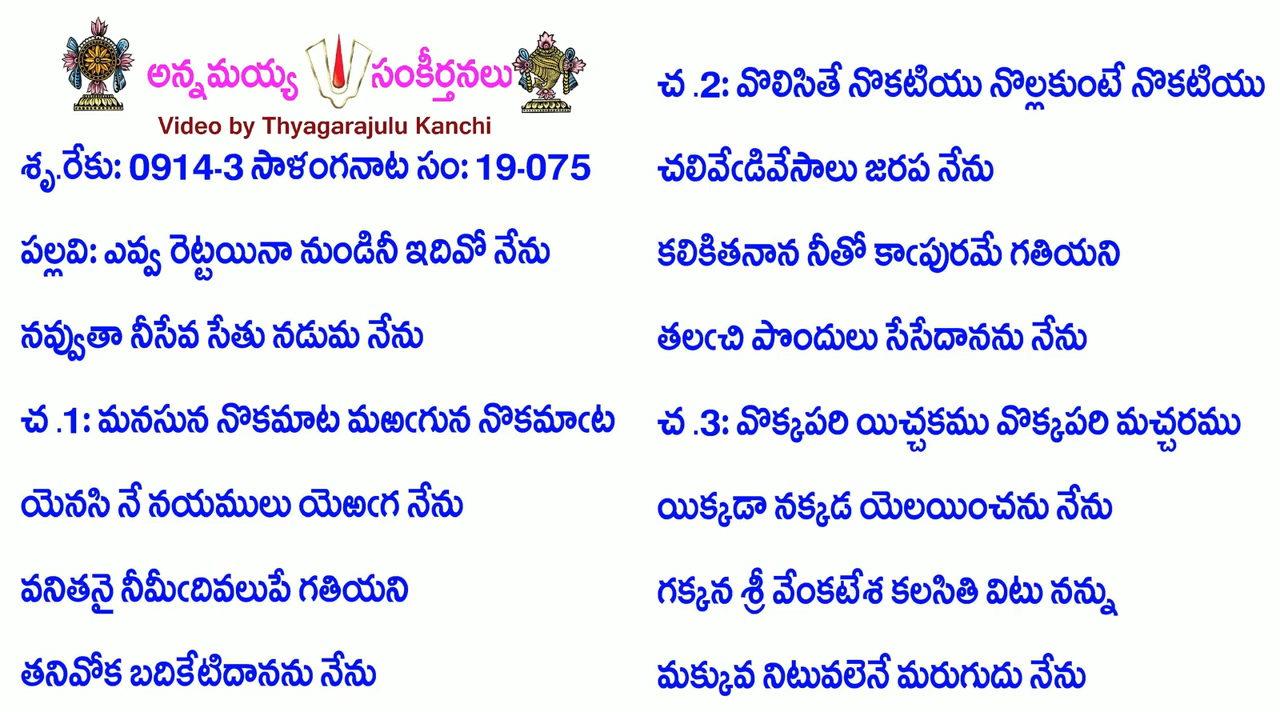 అన్నమయ్య సంకీర్తనలు
Video by Thyagarajulu Kanchi
శృ.రేకు: 0914-3 సాళంగనాట సం: 19-075
పల్లవి: ఎవ్వ రెట్టయినా నుండినీ ఇదివో నేను
నవ్వుతా నీసేవ సేతు నడుమ నేను
చ .1: మనసున నొకమాట మఱఁగున నొకమాఁట
యెనసి నే నయములు యెఱఁగ నేను
వనితనై నీమీఁదివలుపే గతియని
తనివోక బదికేటిదానను నేను
చ .2: వొలిసితే నొకటియు నొల్లకుంటే నొకటియు
చలివేఁడివేసాలు జరప నేను
కలికితనాన నీతో కాఁపురమే గతియని
తలఁచి పొందులు సేసేదానను నేను
చ .3: వొక్కపరి యిచ్చకము వొక్కపరి మచ్చరము
యిక్కడా నక్కడ యెలయించను నేను
గక్కన శ్రీ వేంకటేశ కలసితి విటు నన్ను
మక్కువ నిటువలెనే మరుగుదు నేను